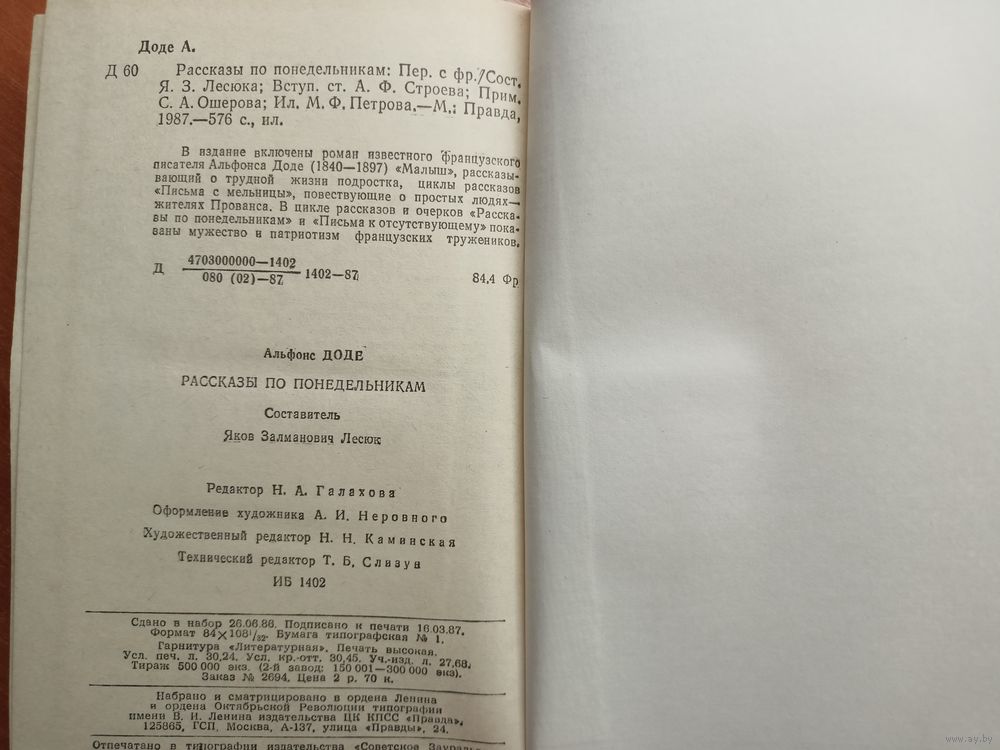 Доде А.
Д 60 Рассказы по понедельникам: Пер. с фр./Сост.
Я. З. Лесюка; Вступ. ст. А. Ф. Строева; Прим.
С. А. Ошерова; Ил. М. Ф. Петрова.—М.: Правда,
1987.—576 с., ил.
В издание включены роман известного французского
писателя Альфонса Доде (1840—1897) «Малыш», рассказы-
вающий о трудной жизни подростка, циклы рассказов
«Письма с мельницы», повествующие о простых людях—
жителях Прованса. В цикле рассказов и очерков «Расска-
зы по понедельникам» и «Письма к отсутствующему» пока-
заны мужество и патриотизм французских тружеников.
Д 4703000000—1402
080 (02)—87 1402—87 84.4 Фр
Альфонс ДОДЕ
РАССКАЗЫ ПО ПОНЕДЕЛЬНИКАМ
Составитель
Яков Залманович Лесюк
Редактор Н. А. Галахова
Оформление художника А. И. Неровного
Художественный редактор Н. Н. Каминская
Технический редактор Т. Б. Слизун
ИБ 1402
Сдано в набор 26.06.86. Подписано к печати 16.03.87.
Формат 84×108¹/₃₂. Бумага типографская № 1.
Гарнитура «Литературная». Печать высокая.
Усл. печ. л. 30,24. Усл. кр.-отт. 30,45. Уч.-изд. л. 27,68.
Тираж 500 000 экз. (2-й завод: 150 001—300 000 экз).
Заказ № 2694. Цена 2 р. 70 к.
Набрано и сматрицировано в ордена Ленина
и ордена Октябрьской Революции типографии
имени В. И. Ленина издательства ЦК КПСС «Правда».
125865, ГСП, Москва, А-137, улица «Правды», 24.
Отпечатано в типографии издательства «Советское Заураль
www.ay.by